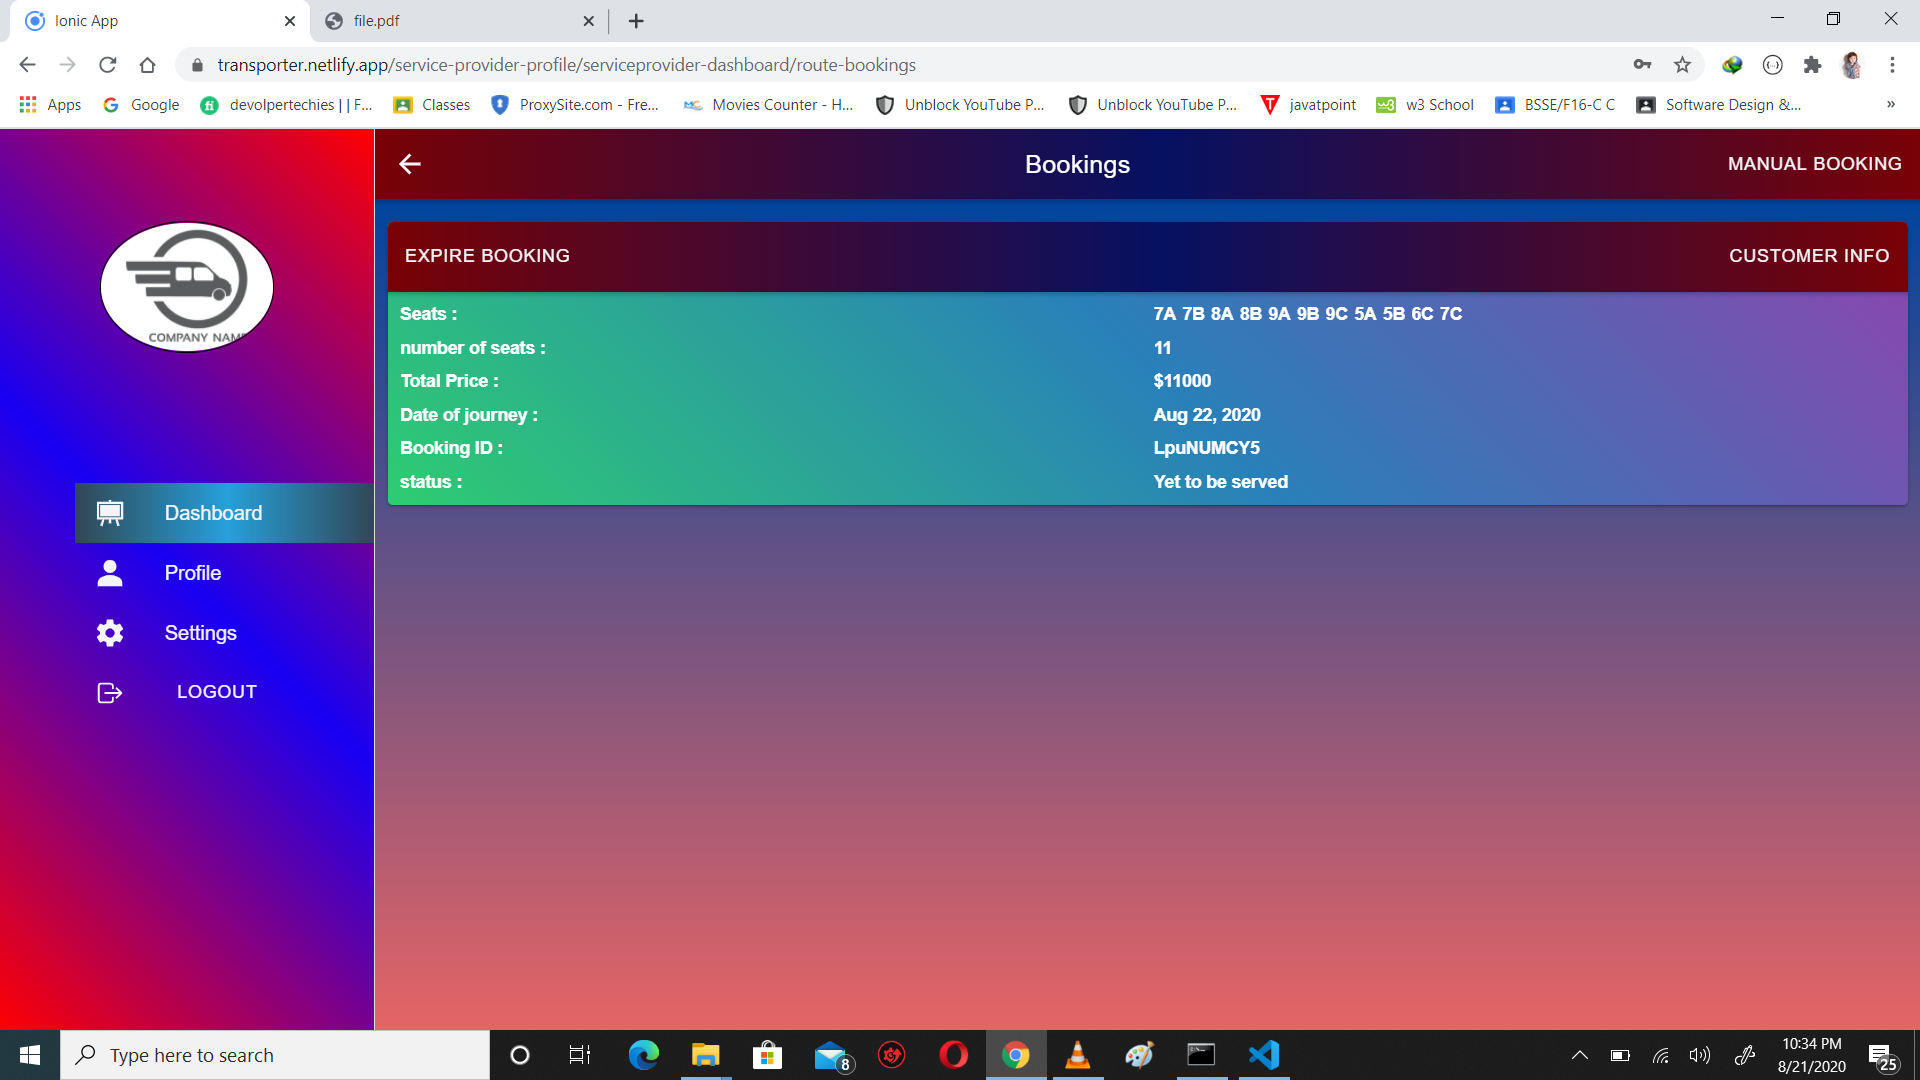 Ionic App
file.pdf
transporter.netlify.app/service-provider-profile/serviceprovider-dashboard/route-bookings
Apps
Google
devolpertechies || F...
Classes
ProxySite.com - Fre...
Movies Counter - H...
Unblock YouTube P...
Unblock YouTube P...
javatpoint
w3 School
BSSE/F16-C C
Software Design &...
»
Bookings
MANUAL BOOKING
COMPANY NAM
EXPIRE BOOKING
CUSTOMER INFO
Seats : 7A 7B 8A 8B 9A 9B 9C 5A 5B 6C 7C
number of seats : 11
Total Price : $11000
Date of journey : Aug 22, 2020
Booking ID : LpuNUMCY5
status : Yet to be served
Dashboard
Profile
Settings
LOGOUT
Type here to search
8
10:34 PM
8/21/2020
25